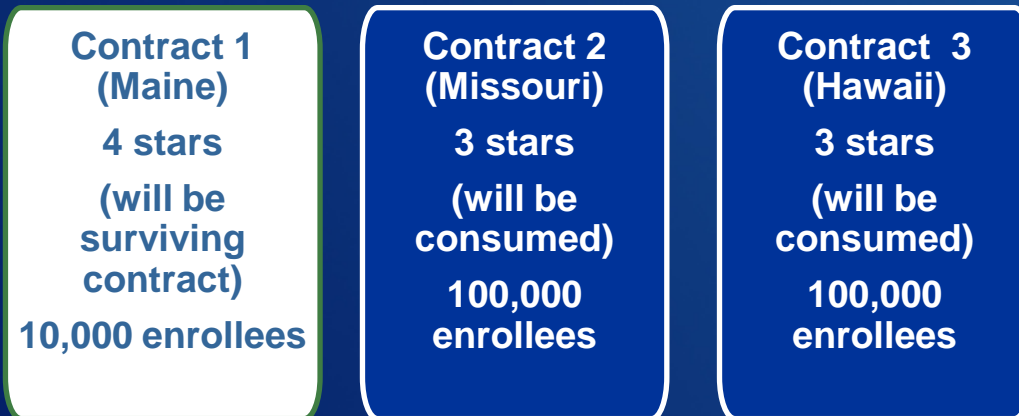 Contract 1
(Maine)
4 stars
(will be
surviving
contract)
10,000 enrollees
Contract 2
(Missouri)
3 stars
(will be
consumed)
100,000
enrollees
Contract 3
(Hawaii)
3 stars
(will be
consumed)
100,000
enrollees